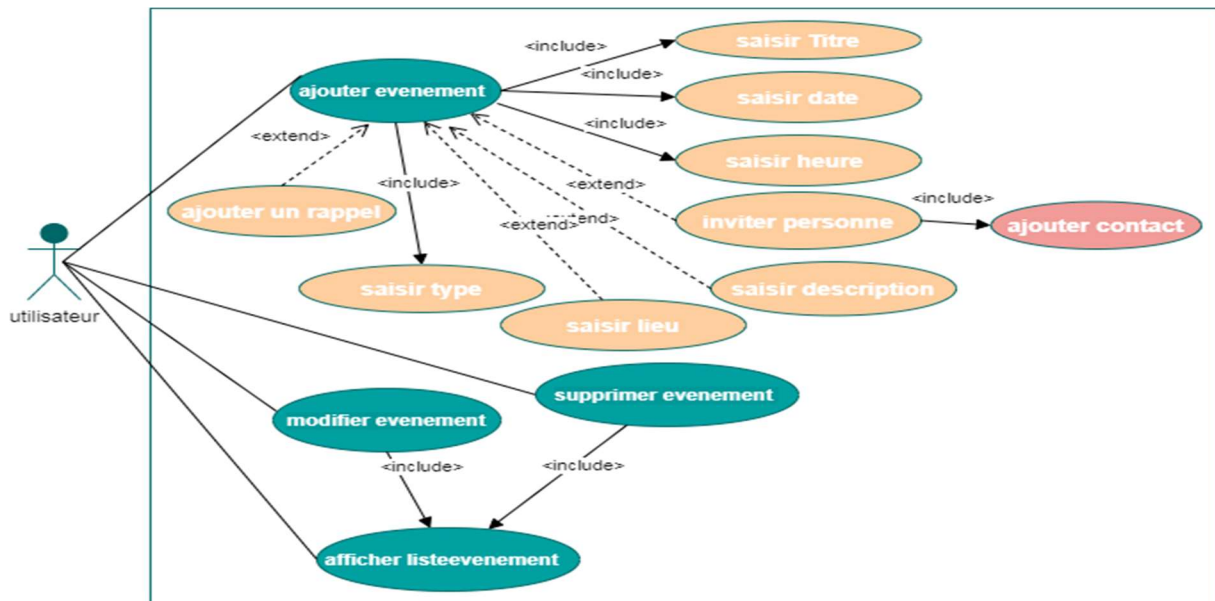 <include>
saisir Titre
<include>
ajouter evenement
saisir date
<extend>
<include>
saisir heure
<include>
<extend>
<include>
ajouter un rappel
<extend>
inviter personne
ajouter contact
saisir type
saisir description
utilisateur
saisir lieu
supprimer evenement
modifier evenement
<include>
<include>
afficher listeevenement